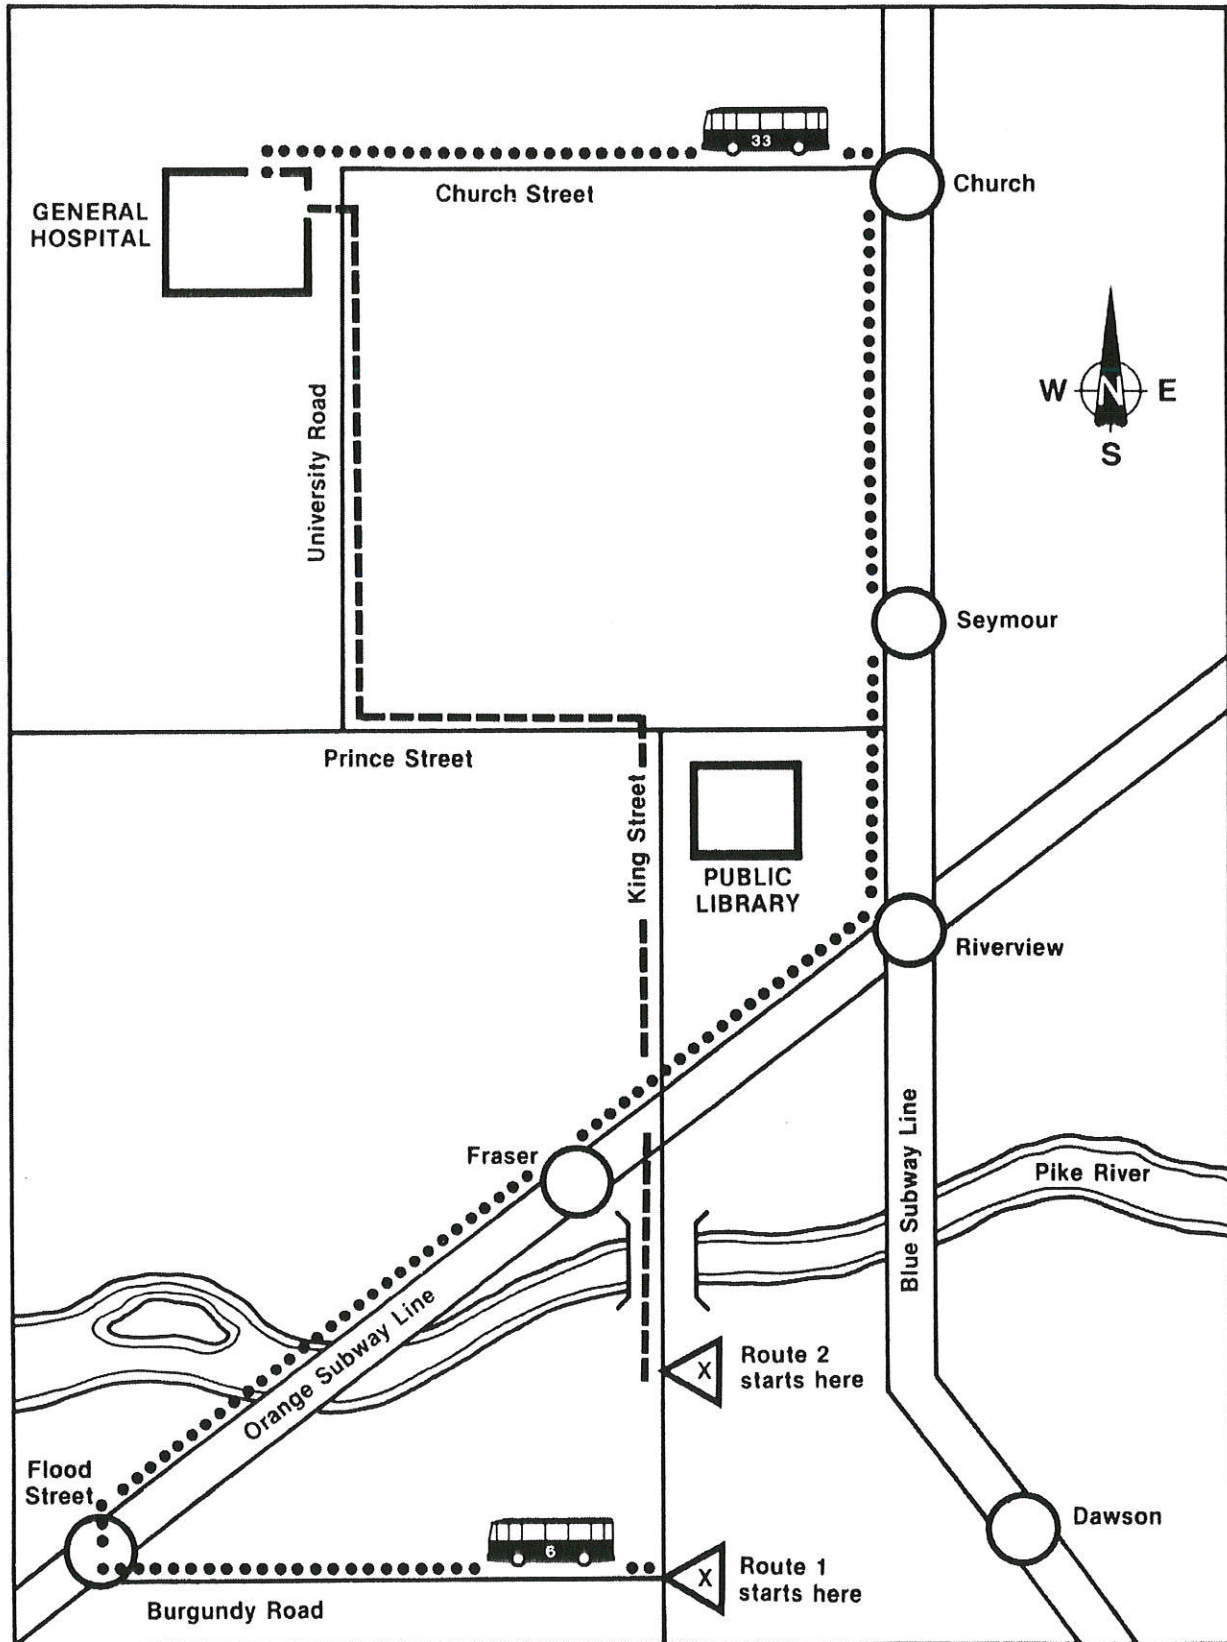 33
Church Street
Church
GENERAL
HOSPITAL
N
W
E
S
University Road
Seymour
Prince Street
King Street
PUBLIC
LIBRARY
Riverview
Blue Subway Line
Fraser
Pike River
Orange Subway Line
X
Route 2
starts here
Flood
Street
6
Dawson
X
Route 1
starts here
Burgundy Road